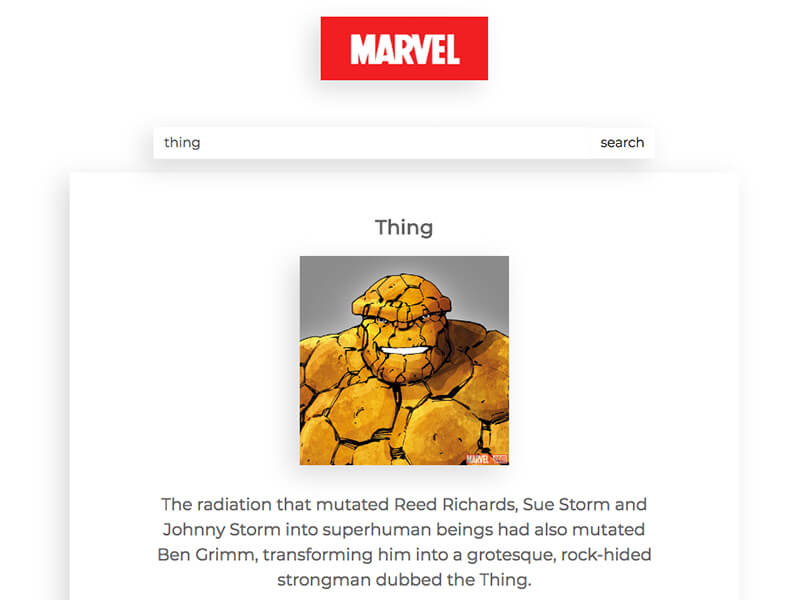 MARVEL
thing
search
Thing
MARVEL
The radiation that mutated Reed Richards, Sue Storm and
Johnny Storm into superhuman beings had also mutated
Ben Grimm, transforming him into a grotesque, rock-hided
strongman dubbed the Thing.